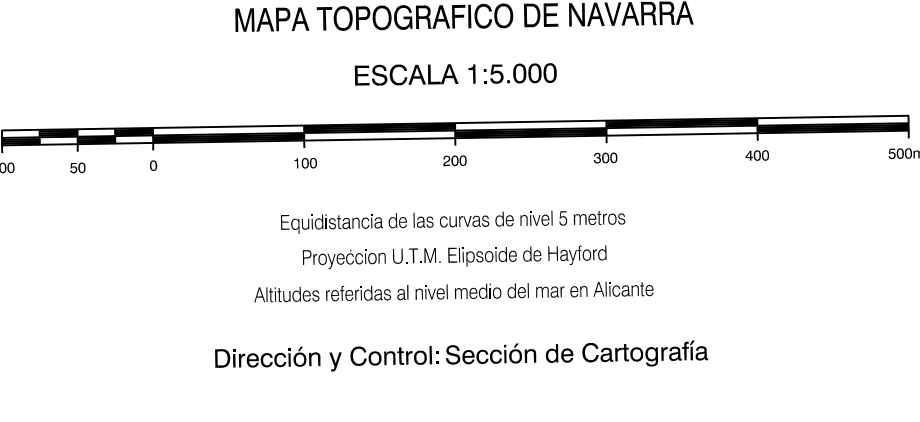 MAPA TOPOGRAFICO DE NAVARRA
ESCALA 1:5.000
50 0 100 200 300 400
Equidistancia de las curvas de nivel 5 metros
Proyeccion U.T.M. Elipsoide de Hayford
Altitudes referidas al nivel medio del mar en Alicante
Dirección y Control: Sección de Cartografía